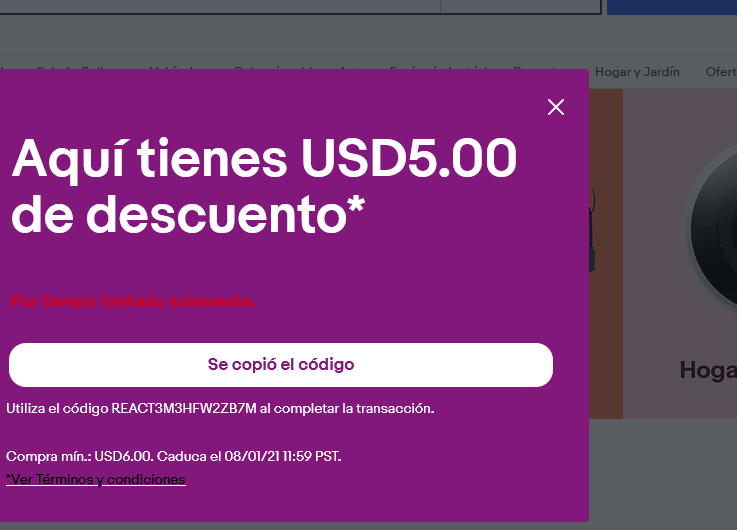 Hogar y Jardín
Aquí tienes USD5.00
de descuento*
Por tiempo limitado solamente.
Se copió el código
Utiliza el código REACT3M3HFW2ZB7M al completar la transacción.
Compra mín.: USD6.00. Caduca el 08/01/21 11:59 PST.
*Ver Términos y condiciones